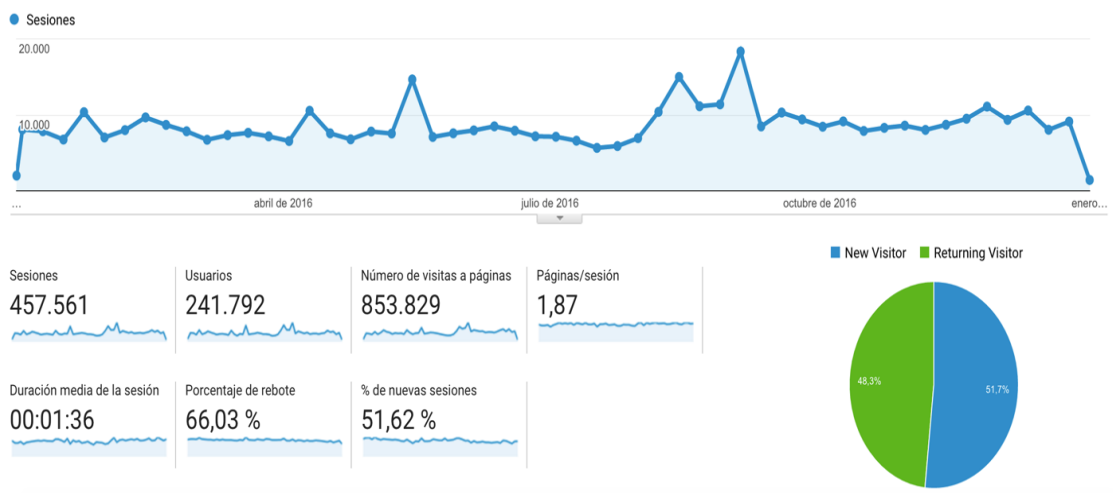 Sesiones
20.000
10.000
...
abril de 2016
julio de 2016
octubre de 2016
enero...
New Visitor
Returning Visitor
Sesiones
457.561
Usuarios
241.792
Número de visitas a páginas
853.829
Páginas/sesión
1,87
48,3%
51,7%
Duración media de la sesión
00:01:36
Porcentaje de rebote
66,03 %
% de nuevas sesiones
51,62 %